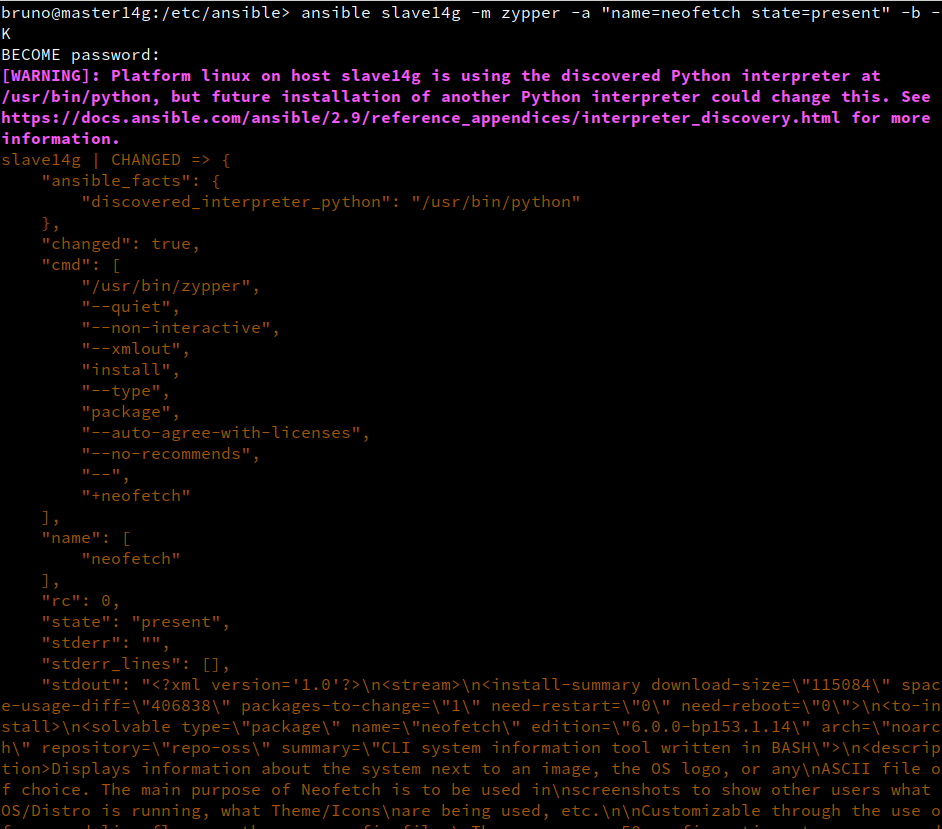 bruno@master14g:/etc/ansible> ansible slave14g -m zypper -a "name=neofetch state=present" -b -
K
BECOME password:
[WARNING]: Platform linux on host slave14g is using the discovered Python interpreter at
/usr/bin/python, but future installation of another Python interpreter could change this. See
https://docs.ansible.com/ansible/2.9/reference_appendices/interpreter_discovery.html for more
information.
slave14g | CHANGED => {
    "ansible_facts": {
        "discovered_interpreter_python": "/usr/bin/python"
    },
    "changed": true,
    "cmd": [
        "/usr/bin/zypper",
        "--quiet",
        "--non-interactive",
        "--xmlout",
        "install",
        "--type",
        "package",
        "--auto-agree-with-licenses",
        "--no-recommends",
        "--",
        "+neofetch"
    ],
    "name": [
        "neofetch"
    ],
    "rc": 0,
    "state": "present",
    "stderr": "",
    "stderr_lines": [],
    "stdout": "<?xml version='1.0'?>\n<stream>\n<install-summary download-size=\"115084\" spac
e-usage-diff=\"406838\" packages-to-change=\"1\" need-restart=\"0\" need-reboot=\"0\">\n<to-in
stall>\n<solvable type=\"package\" name=\"neofetch\" edition=\"6.0.0-bp153.1.14\" arch=\"noarc
h\" repository=\"repo-oss\" summary=\"CLI system information tool written in BASH\">\n<descrip
tion>Displays information about the system next to an image, the OS logo, or any\nASCII file o
f choice. The main purpose of Neofetch is to be used in\nscreenshots to show other users what
OS/Distro is running, what Theme/Icons\nare being used, etc.\n\nCustomizable through the use o